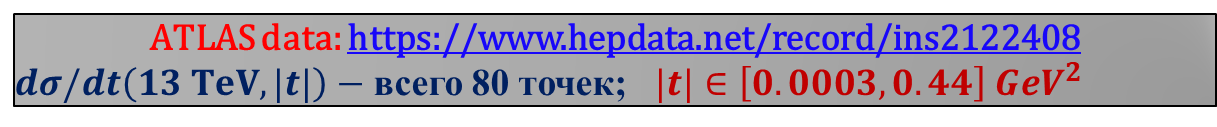 ATLAS data: https://www.hepdata.net/record/ins2122408
dσ/dt(13 TeV, |t|) − всего 80 точек; |t| ∈ [0.0003, 0.44] GeV²